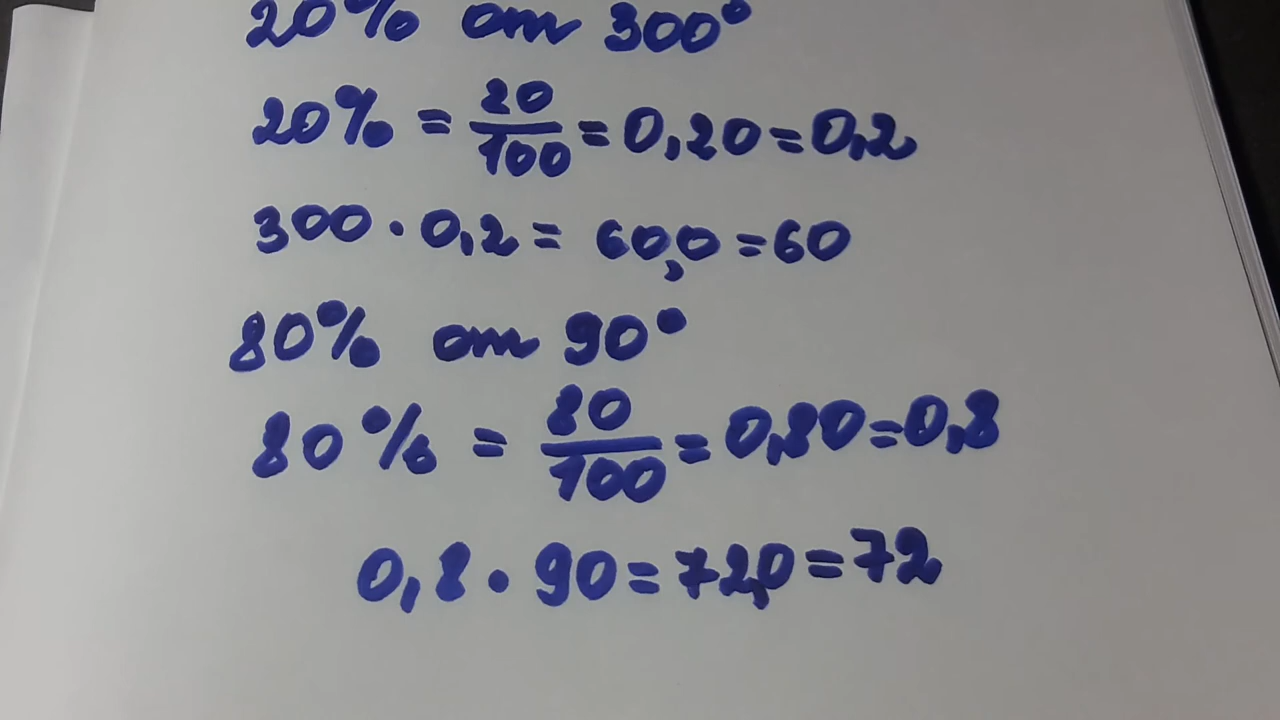 20% от 300°
20% = 20/100 = 0,20 = 0,2
300 · 0,2 = 60,0 = 60
80% от 90°
80% = 80/100 = 0,80 = 0,8
0,8 · 90 = 72,0 = 72